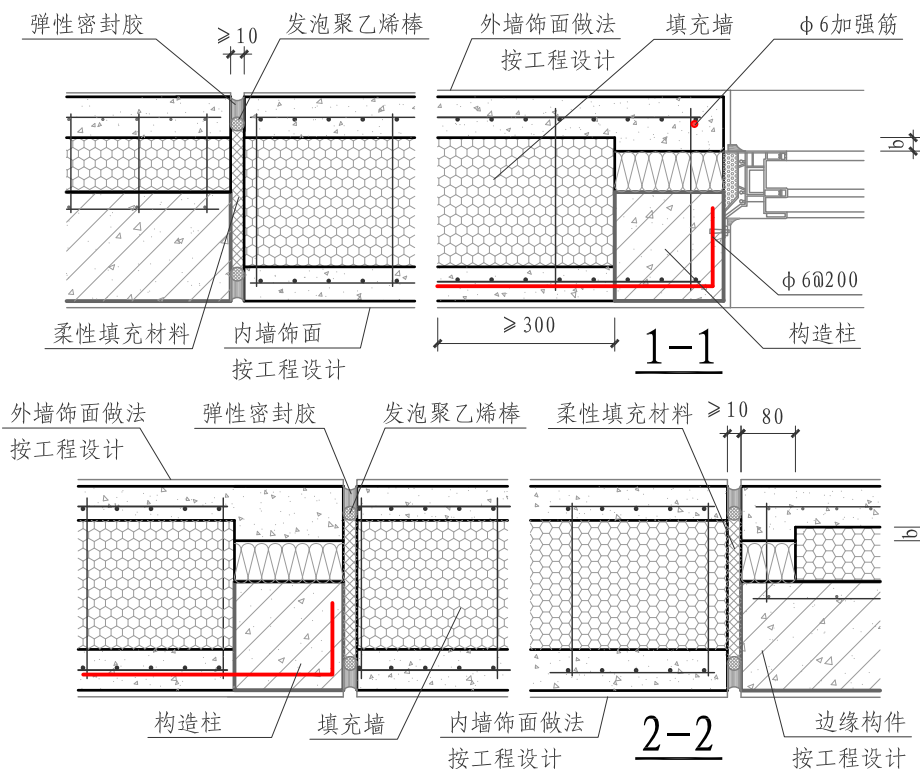 弹性密封胶
≥10
发泡聚乙烯棒
外墙饰面做法
按工程设计
填充墙
ϕ6加强筋
b
柔性填充材料
内墙饰面
按工程设计
≥300
1-1
ϕ6@200
构造柱
外墙饰面做法
按工程设计
弹性密封胶
发泡聚乙烯棒
柔性填充材料
≥10
80
b
构造柱
填充墙
内墙饰面做法
按工程设计
2-2
边缘构件
按工程设计